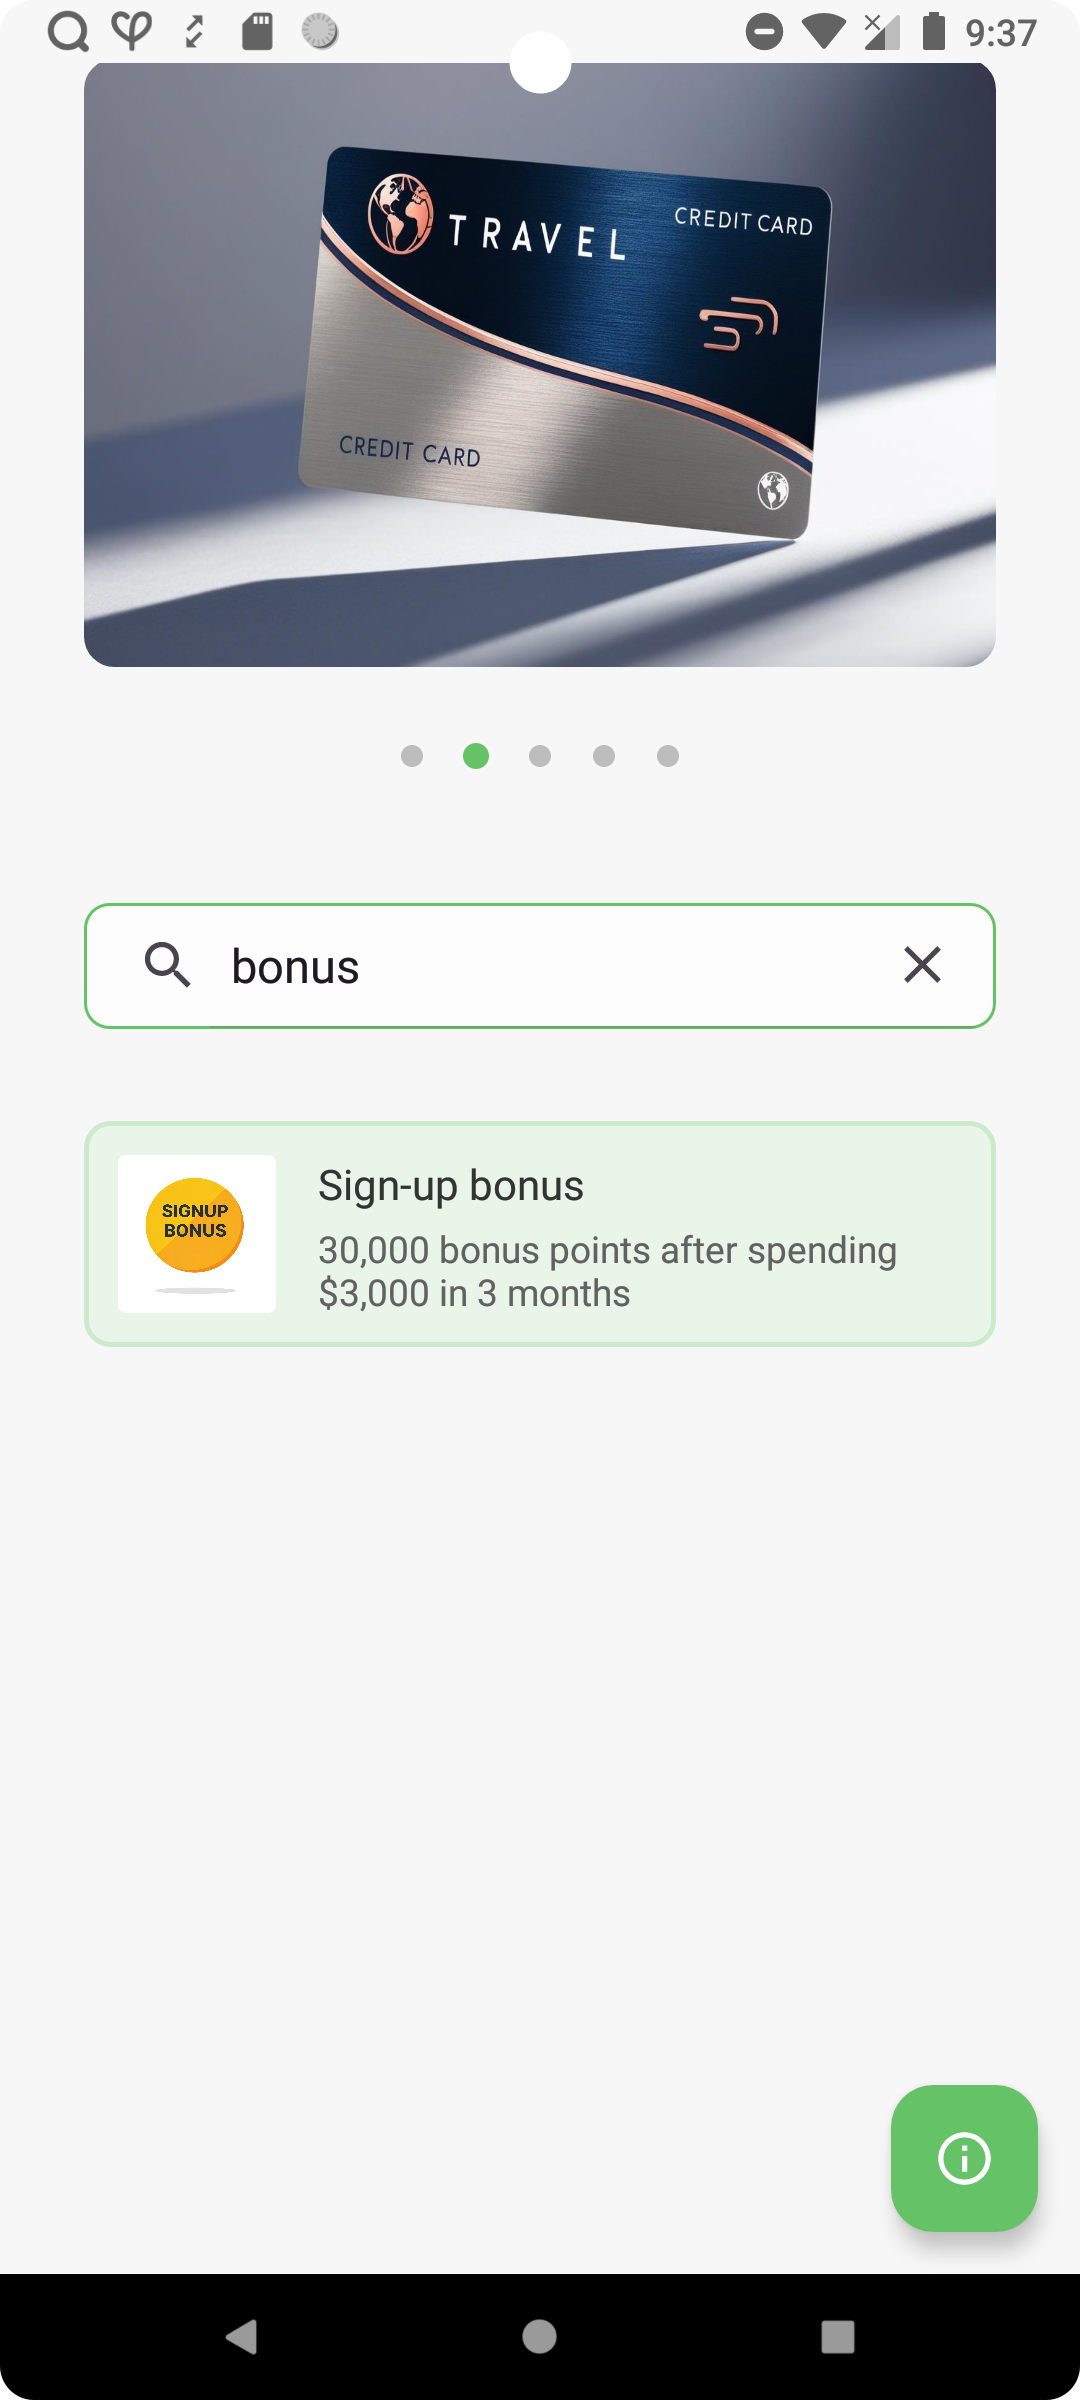 9:37
TRAVEL
CREDIT CARD
CREDIT CARD
bonus
SIGNUP
BONUS
Sign-up bonus
30,000 bonus points after spending
$3,000 in 3 months